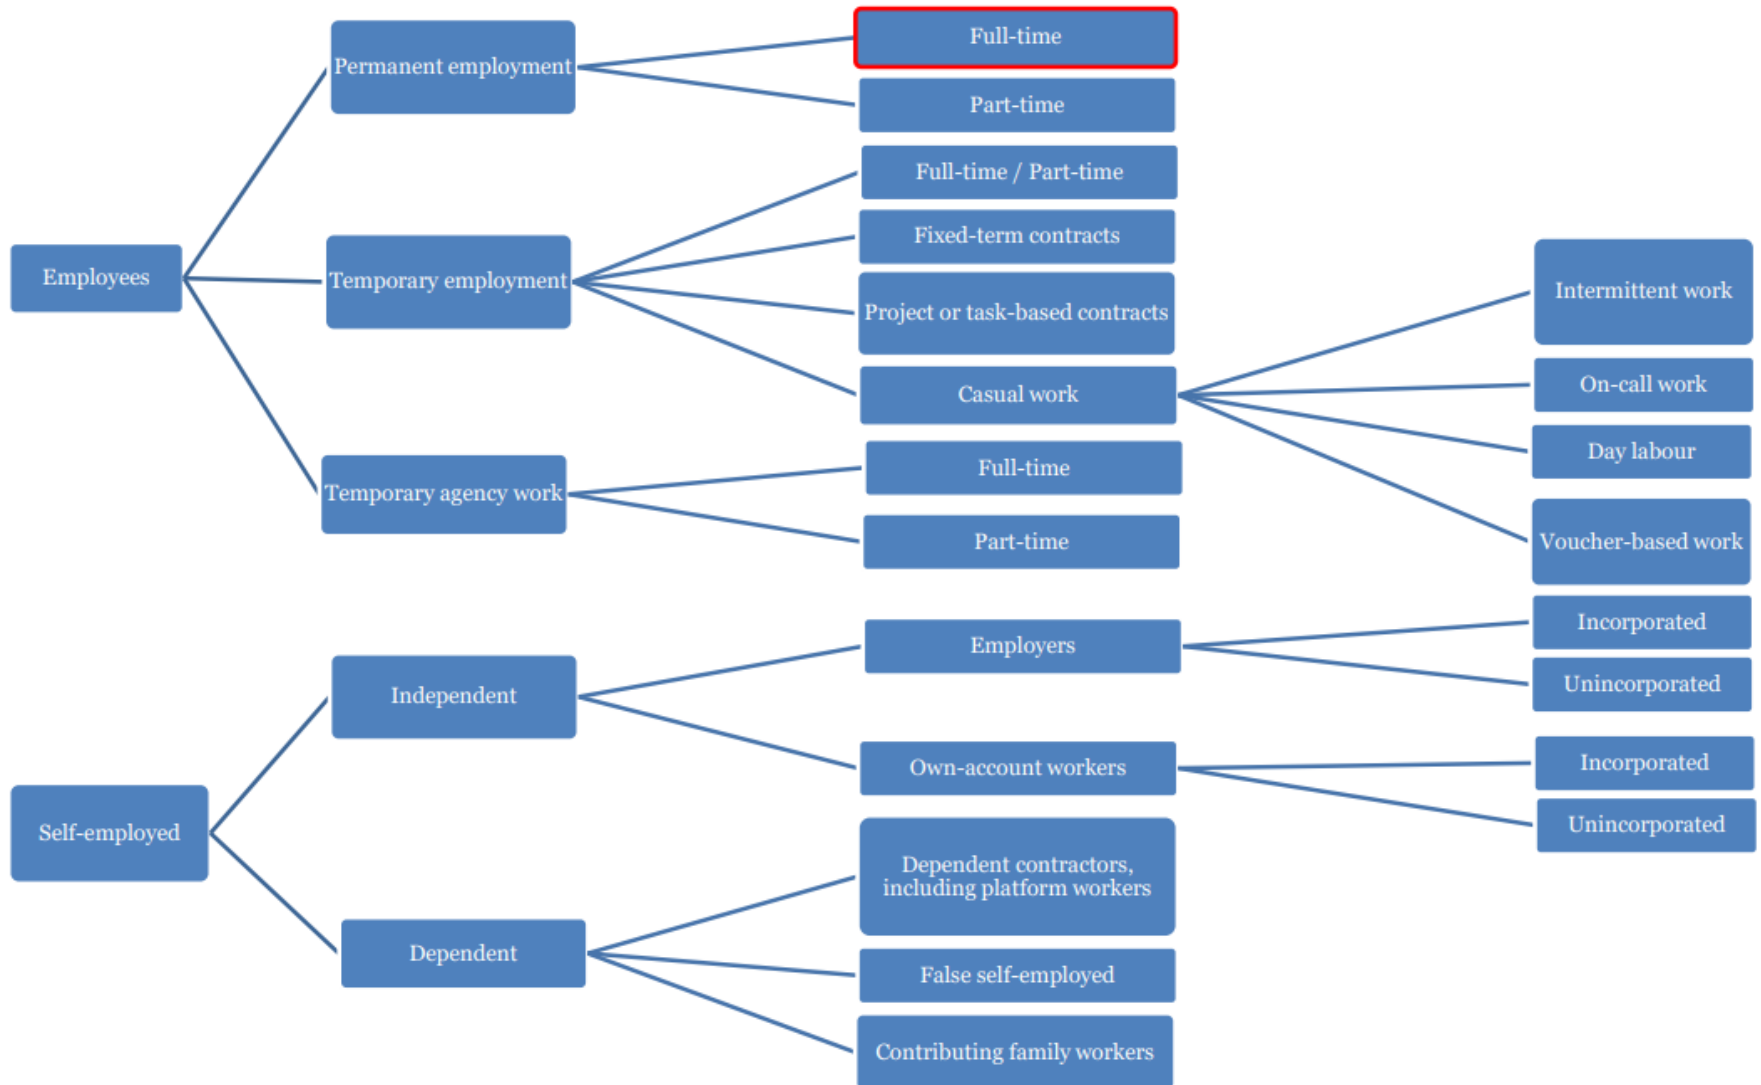 Full-time
Permanent employment
Part-time
Full-time / Part-time
Fixed-term contracts
Employees
Temporary employment
Project or task-based contracts
Intermittent work
Casual work
On-call work
Day labour
Full-time
Temporary agency work
Part-time
Voucher-based work
Employers
Incorporated
Independent
Unincorporated
Own-account workers
Incorporated
Unincorporated
Self-employed
Dependent contractors,
including platform workers
Dependent
False self-employed
Contributing family workers